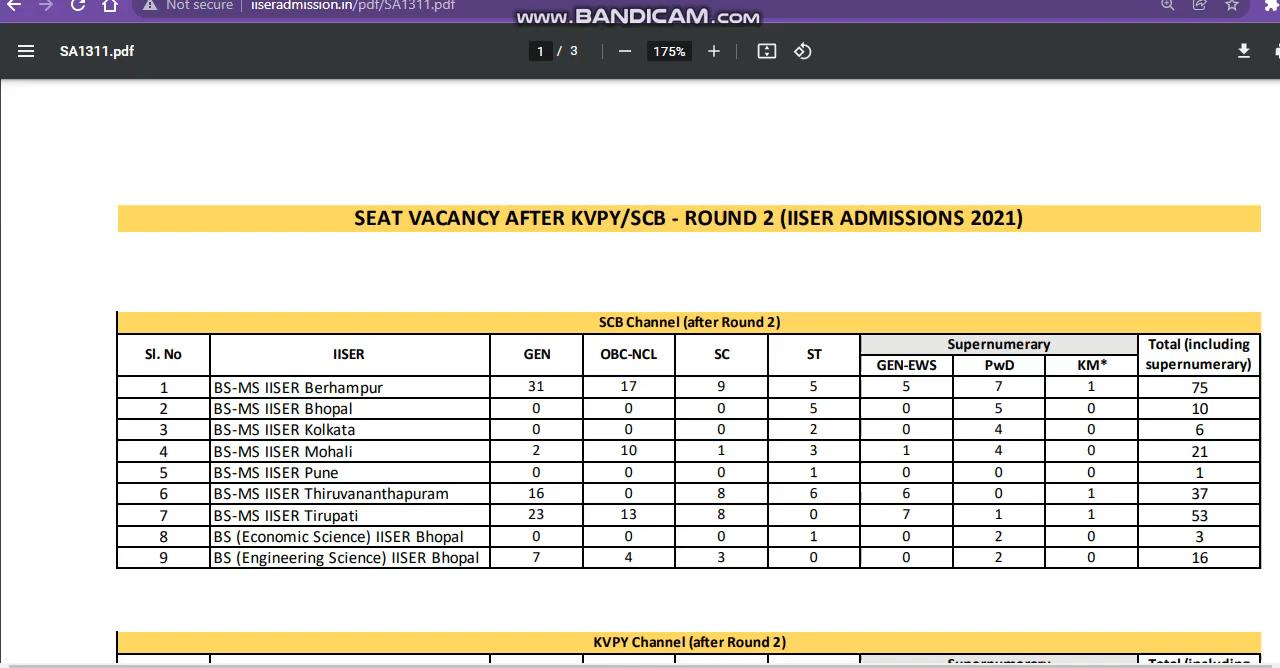 Not secure | iiseradmission.in/pdf/SA1311.pdf
www.BANDICAM.com
SA1311.pdf
1 / 3 | — 175% +
SEAT VACANCY AFTER KVPY/SCB - ROUND 2 (IISER ADMISSIONS 2021)
SCB Channel (after Round 2)
Sl. No IISER GEN OBC-NCL SC ST Supernumerary Total (including supernumerary)
GEN-EWS PwD KM*
1 BS-MS IISER Berhampur 31 17 9 5 5 7 1 75
2 BS-MS IISER Bhopal 0 0 0 5 0 5 0 10
3 BS-MS IISER Kolkata 0 0 0 2 0 4 0 6
4 BS-MS IISER Mohali 2 10 1 3 1 4 0 21
5 BS-MS IISER Pune 0 0 0 1 0 0 0 1
6 BS-MS IISER Thiruvananthapuram 16 0 8 6 6 0 1 37
7 BS-MS IISER Tirupati 23 13 8 0 7 1 1 53
8 BS (Economic Science) IISER Bhopal 0 0 0 1 0 2 0 3
9 BS (Engineering Science) IISER Bhopal 7 4 3 0 0 2 0 16
KVPY Channel (after Round 2)
Supernumerary Total (including